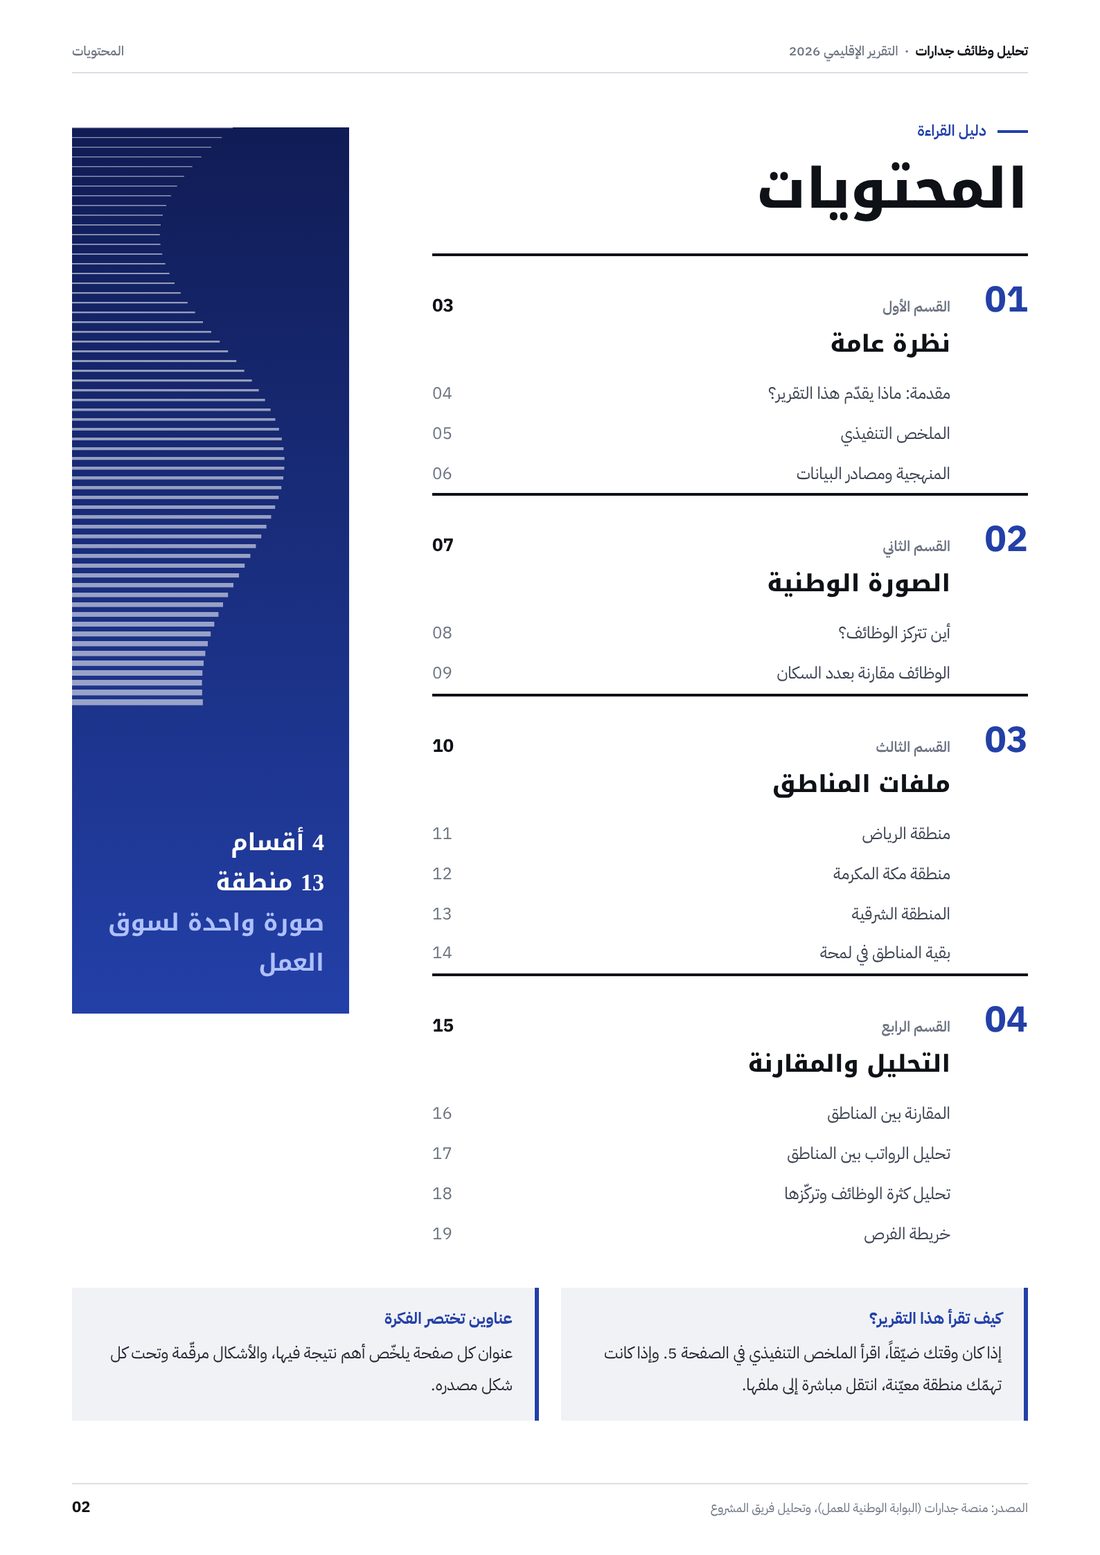 تحليل وظائف جدارات · التقرير الإقليمي 2026
المحتويات
دليل القراءة
المحتويات
01
القسم الأول
03
نظرة عامة
مقدمة: ماذا يقدّم هذا التقرير؟ 04
الملخص التنفيذي 05
المنهجية ومصادر البيانات 06
02
القسم الثاني
07
الصورة الوطنية
أين تتركز الوظائف؟ 08
الوظائف مقارنة بعدد السكان 09
03
القسم الثالث
10
ملفات المناطق
منطقة الرياض 11
منطقة مكة المكرمة 12
المنطقة الشرقية 13
بقية المناطق في لمحة 14
04
القسم الرابع
15
التحليل والمقارنة
المقارنة بين المناطق 16
تحليل الرواتب بين المناطق 17
تحليل كثرة الوظائف وتركّزها 18
خريطة الفرص 19
4 أقسام
13 منطقة
صورة واحدة لسوق
العمل
كيف تقرأ هذا التقرير؟
إذا كان وقتك ضيّقاً، اقرأ الملخص التنفيذي في الصفحة 5. وإذا كانت
تهمّك منطقة معيّنة، انتقل مباشرة إلى ملفها.
عناوين تختصر الفكرة
عنوان كل صفحة يلخّص أهم نتيجة فيها، والأشكال مرقّمة وتحت كل
شكل مصدره.
المصدر: منصة جدارات (البوابة الوطنية للعمل)، وتحليل فريق المشروع
02